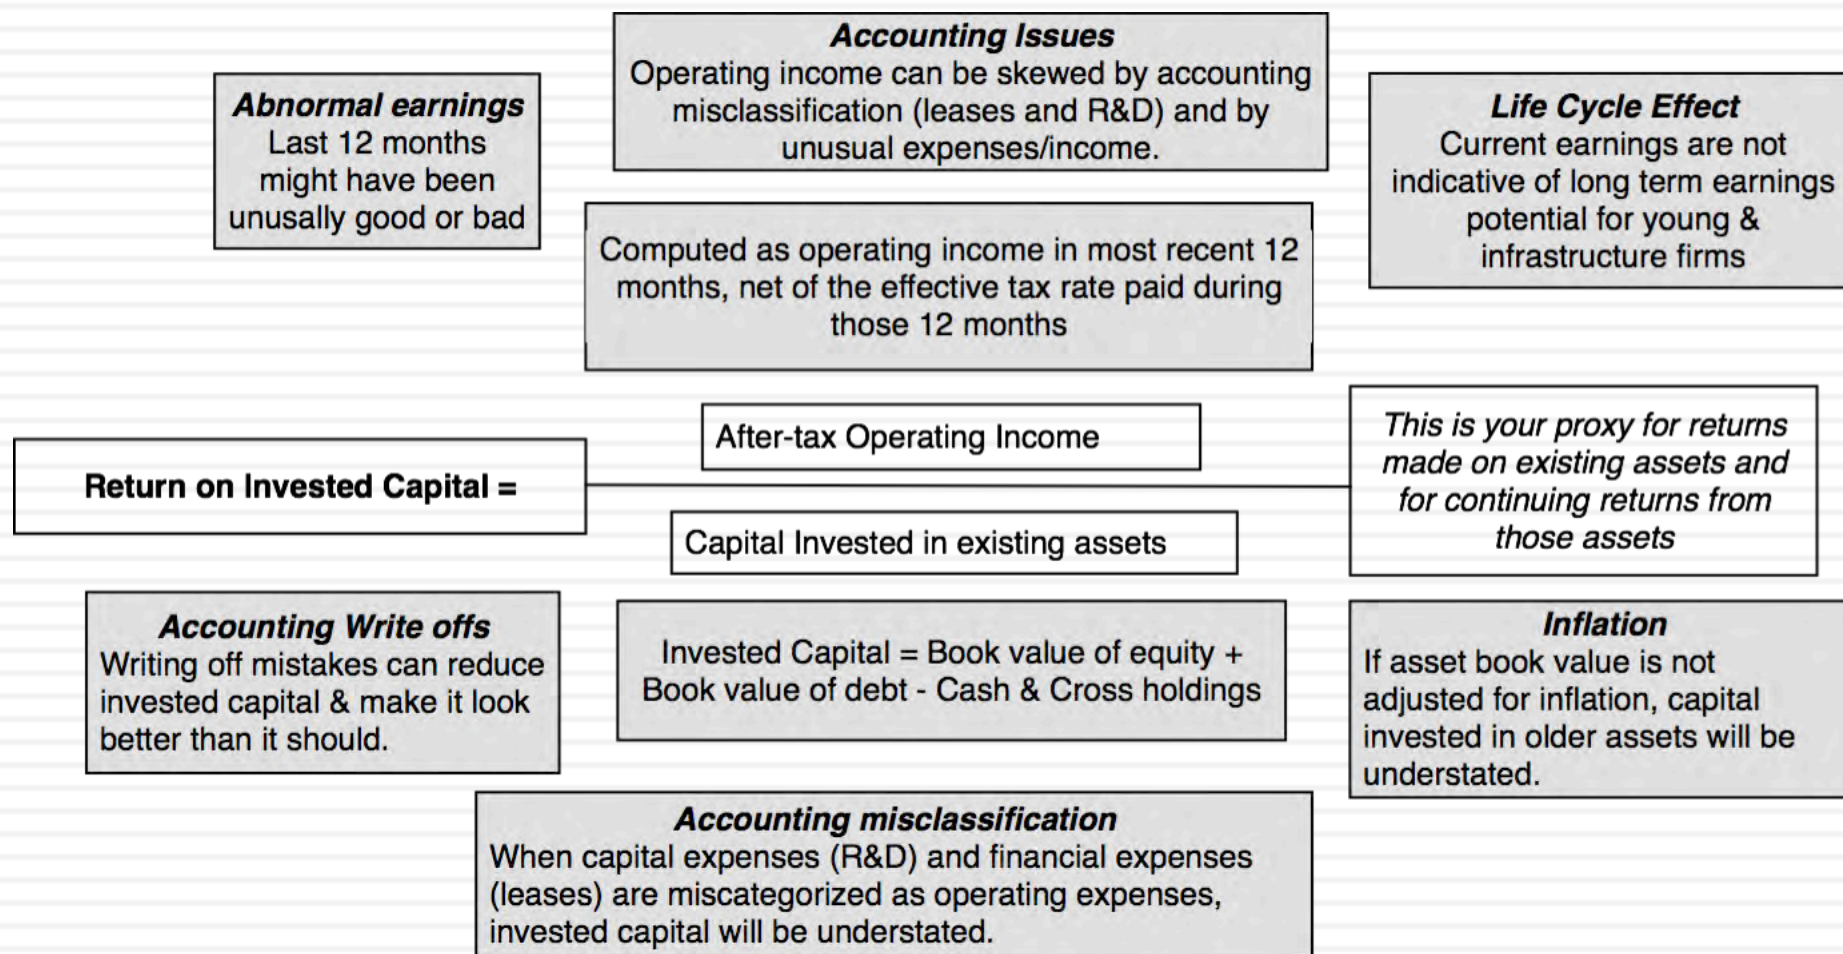 Accounting Issues
Operating income can be skewed by accounting
misclassification (leases and R&D) and by
unusual expenses/income.
Abnormal earnings
Last 12 months
might have been
unusally good or bad
Life Cycle Effect
Current earnings are not
indicative of long term earnings
potential for young &
infrastructure firms
Computed as operating income in most recent 12
months, net of the effective tax rate paid during
those 12 months
Return on Invested Capital =
After-tax Operating Income
Capital Invested in existing assets
This is your proxy for returns
made on existing assets and
for continuing returns from
those assets
Accounting Write offs
Writing off mistakes can reduce
invested capital & make it look
better than it should.
Invested Capital = Book value of equity +
Book value of debt - Cash & Cross holdings
Inflation
If asset book value is not
adjusted for inflation, capital
invested in older assets will be
understated.
Accounting misclassification
When capital expenses (R&D) and financial expenses
(leases) are miscategorized as operating expenses,
invested capital will be understated.